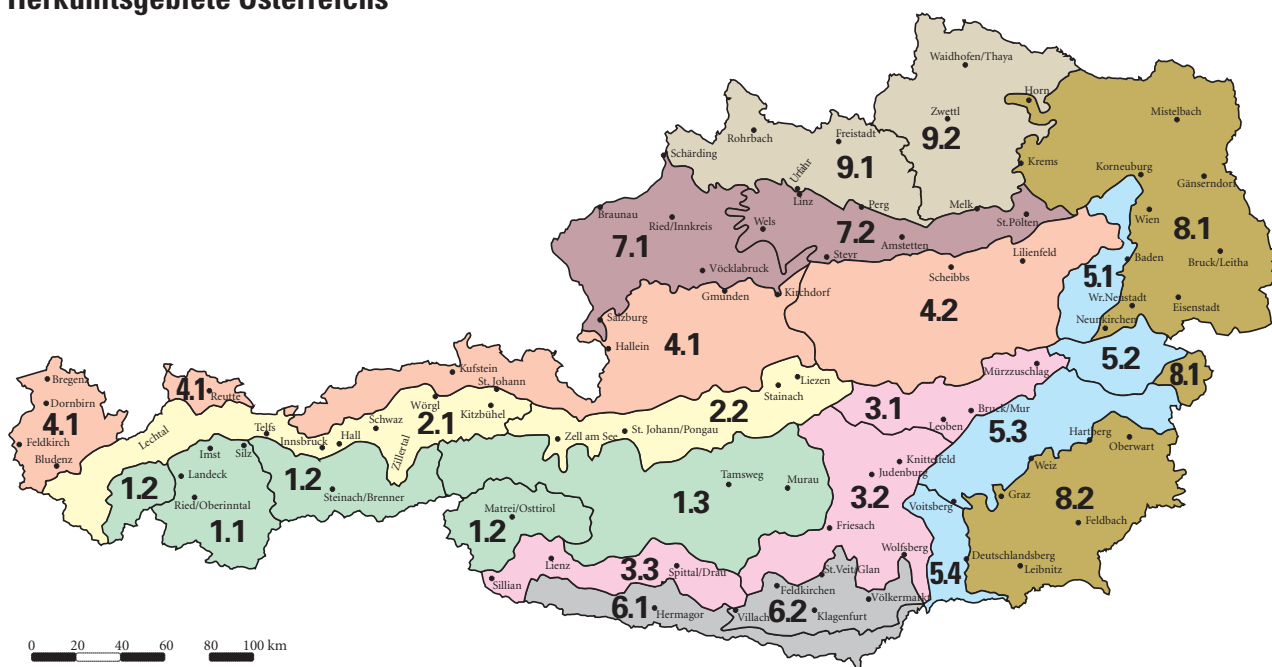 Herkunftsgebiete Österreichs
Waidhofen/Thaya
Horn
Zwettl
9.2
Mistelbach
Rohrbach
Freistadt
9.1
Schärding
Krems
Korneuburg
Gänserndorf
Urfahr
Linz
Braunau
Ried/Innkreis
Perg
Melk
St.Pölten
Wien
7.1
Wels
7.2
Amstetten
8.1
Steyr
Lilienfeld
Baden
Bruck/Leitha
Vöcklabruck
Scheibbs
5.1
Gmunden
Kirchdorf
Wr.Neustadt
Eisenstadt
4.2
Salzburg
Neunkirchen
Hallein
4.1
5.2
Kufstein
Mürzzuschlag
Bregenz
4.1
Reutte
St. Johann
Liezen
Stainach
8.1
Dornbirn
Wörgl
Kitzbühel
2.2
3.1
Bruck/Mur
4.1
Schwaz
2.1
Leoben
5.3
Feldkirch
Lechtal
Telfs
Innsbruck
Hall
Zell am See
St. Johann/Pongau
Hartberg
Oberwart
Bludenz
Imst
Silz
Zillertal
Knittelfeld
Weiz
1.2
Landeck
1.2
Tamsweg
Murau
Judenburg
Ried/Oberinntal
Steinach/Brenner
1.3
3.2
Voitsberg
Graz
8.2
1.1
Matrei/Osttirol
Feldbach
1.2
Friesach
Lienz
Wolfsberg
Deutschlandsberg
3.3
Spittal/Drau
St.Veit/Glan
5.4
Leibnitz
Sillian
Feldkirchen
6.1
Hermagor
Villach
6.2
Klagenfurt
Völkermarkt
0 20 40 60 80 100 km